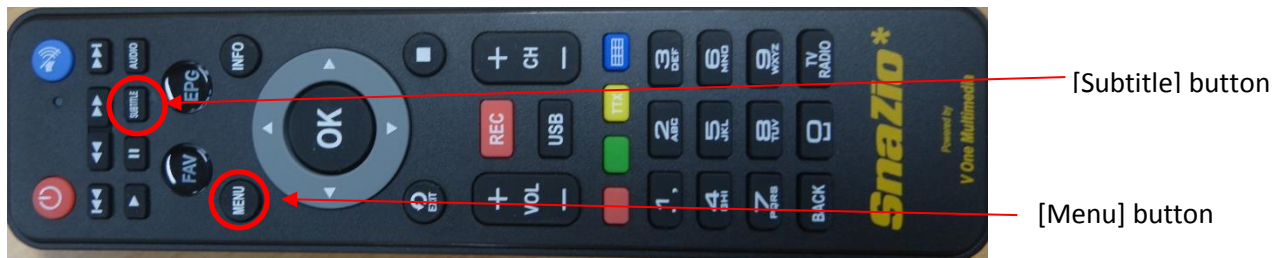 SUBTITLE AUDIO
FAV EPG
MENU INFO
OK
EXIT
+ REC +
VOL USB CH
− −
TTX
1 2 3
., ABC DEF
4 5 6
GHI JKL MNO
7 8 9
PQRS TUV WXYZ
BACK 0 TV
RADIO
SnaZio*
Powered by
V One Multimedia
[Subtitle] button
[Menu] button